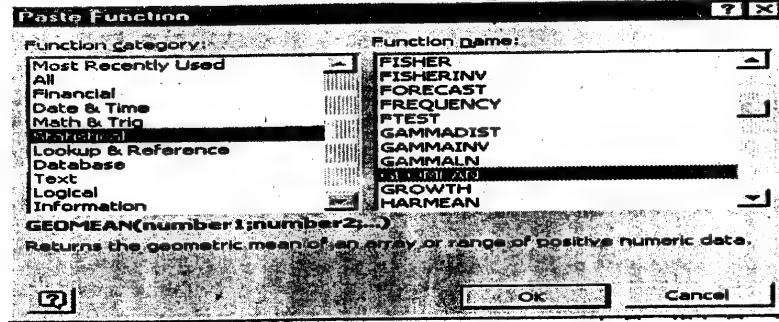 Paste Function
? X
Function category:
Most Recently Used
All
Financial
Date & Time
Math & Trig
Statistical
Lookup & Reference
Database
Text
Logical
Information
Function name:
FISHER
FISHERINV
FORECAST
FREQUENCY
FTEST
GAMMADIST
GAMMAINV
GAMMALN
GEOMEAN
GROWTH
HARMEAN
GEOMEAN(number1;number2;...)
Returns the geometric mean of an array or range of positive numeric data.
?
OK
Cancel